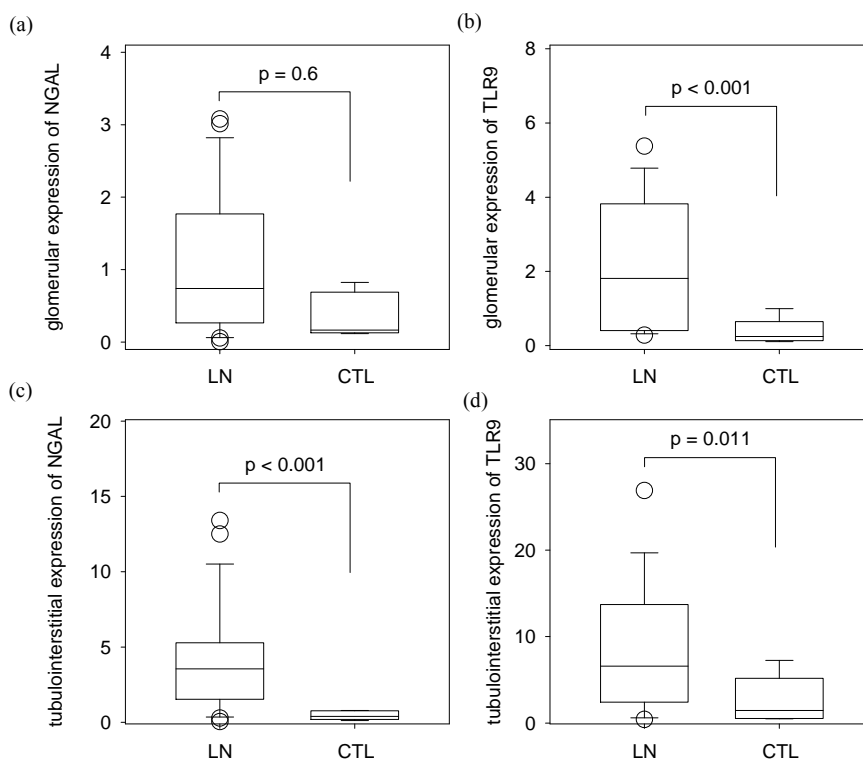 (a)
glomerular expression of NGAL
4
3
2
1
0
p = 0.6
LN
CTL
(b)
glomerular expression of TLR9
8
6
4
2
0
p < 0.001
LN
CTL
(c)
tubulointerstitial expression of NGAL
20
15
10
5
0
p < 0.001
LN
CTL
(d)
tubulointerstitial expression of TLR9
30
20
10
0
p = 0.011
LN
CTL